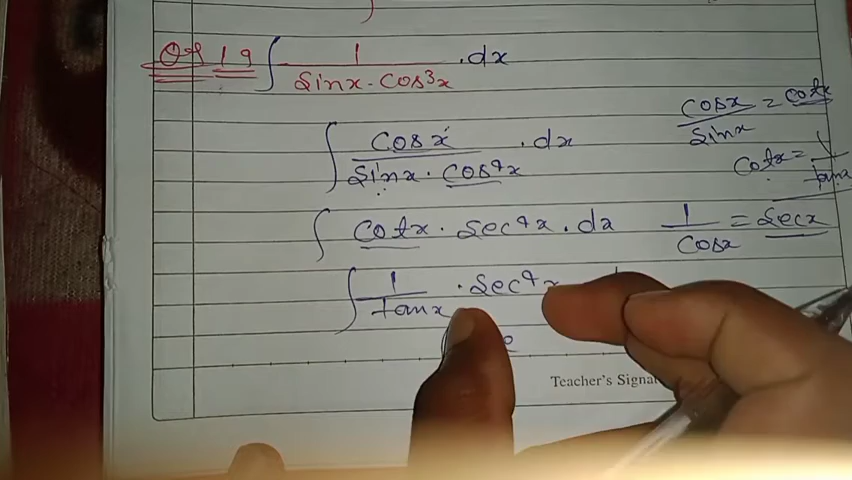 Q 19 ∫ 1 / Sinx · Cos³x .dx
∫ Cosx / Sinx · Cos⁴x .dx
Cosx / Sinx = Cotx
Cotx = 1 / tanx
∫ Cotx · Sec⁴x . dx
1 / Cosx = Secx
∫ 1 / tanx · Sec⁴x
Teacher's Signa